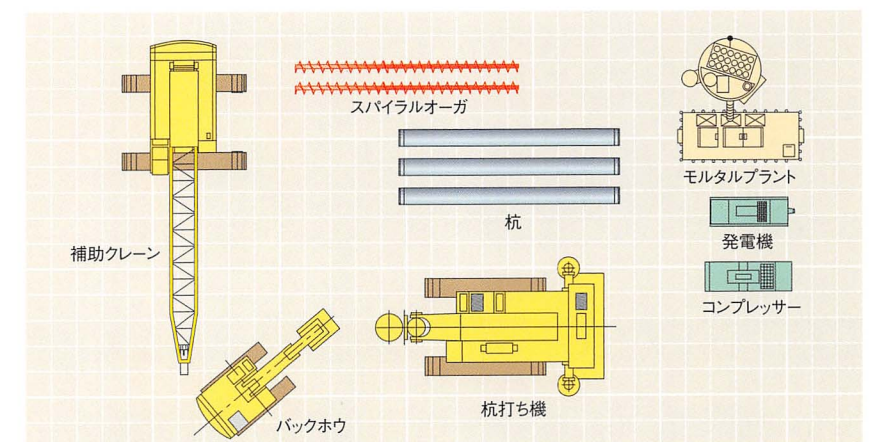 スパイラルオーガ
モルタルプラント
杭
発電機
補助クレーン
コンプレッサー
杭打ち機
バックホウ